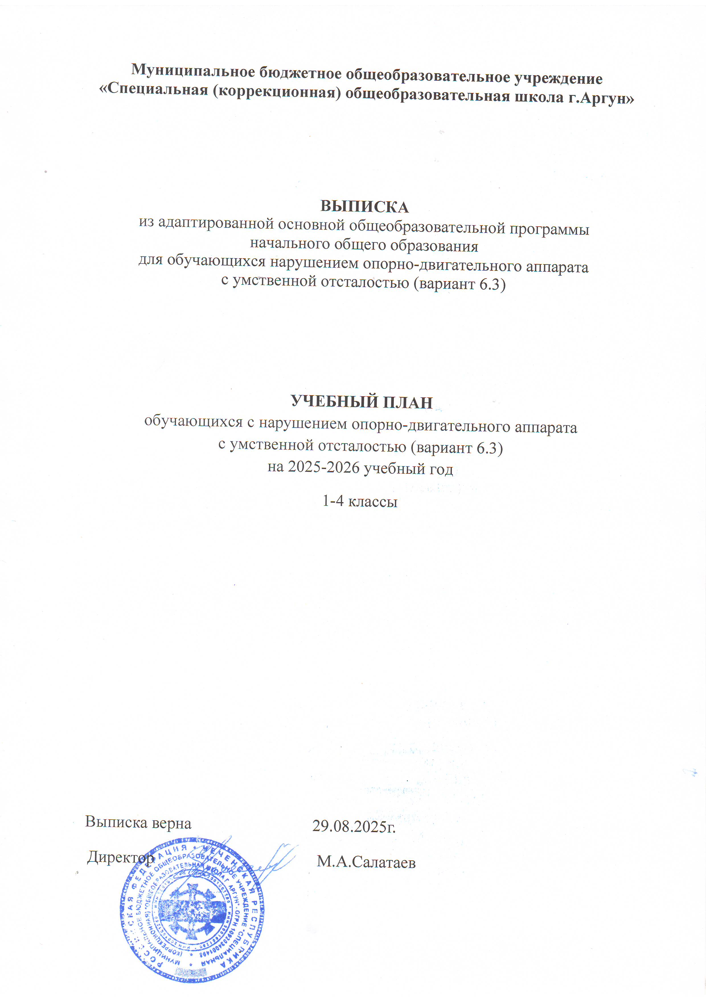 Муниципальное бюджетное общеобразовательное учреждение
«Специальная (коррекционная) общеобразовательная школа г.Аргун»
ВЫПИСКА
из адаптированной основной общеобразовательной программы
начального общего образования
для обучающихся нарушением опорно-двигательного аппарата
с умственной отсталостью (вариант 6.3)
УЧЕБНЫЙ ПЛАН
обучающихся с нарушением опорно-двигательного аппарата
с умственной отсталостью (вариант 6.3)
на 2025-2026 учебный год
1-4 классы
Выписка верна 29.08.2025г.
Директор М.А.Салатаев
РОССИЙСКАЯ ФЕДЕРАЦИЯ * ЧЕЧЕНСКАЯ РЕСПУБЛИКА
МУНИЦИПАЛЬНОЕ БЮДЖЕТНОЕ ОБЩЕОБРАЗОВАТЕЛЬНОЕ УЧРЕЖДЕНИЕ "СПЕЦИАЛЬНАЯ
(КОРРЕКЦИОННАЯ) ОБЩЕОБРАЗОВАТЕЛЬНАЯ ШКОЛА Г. АРГУН" * ОГРН 1092034001498